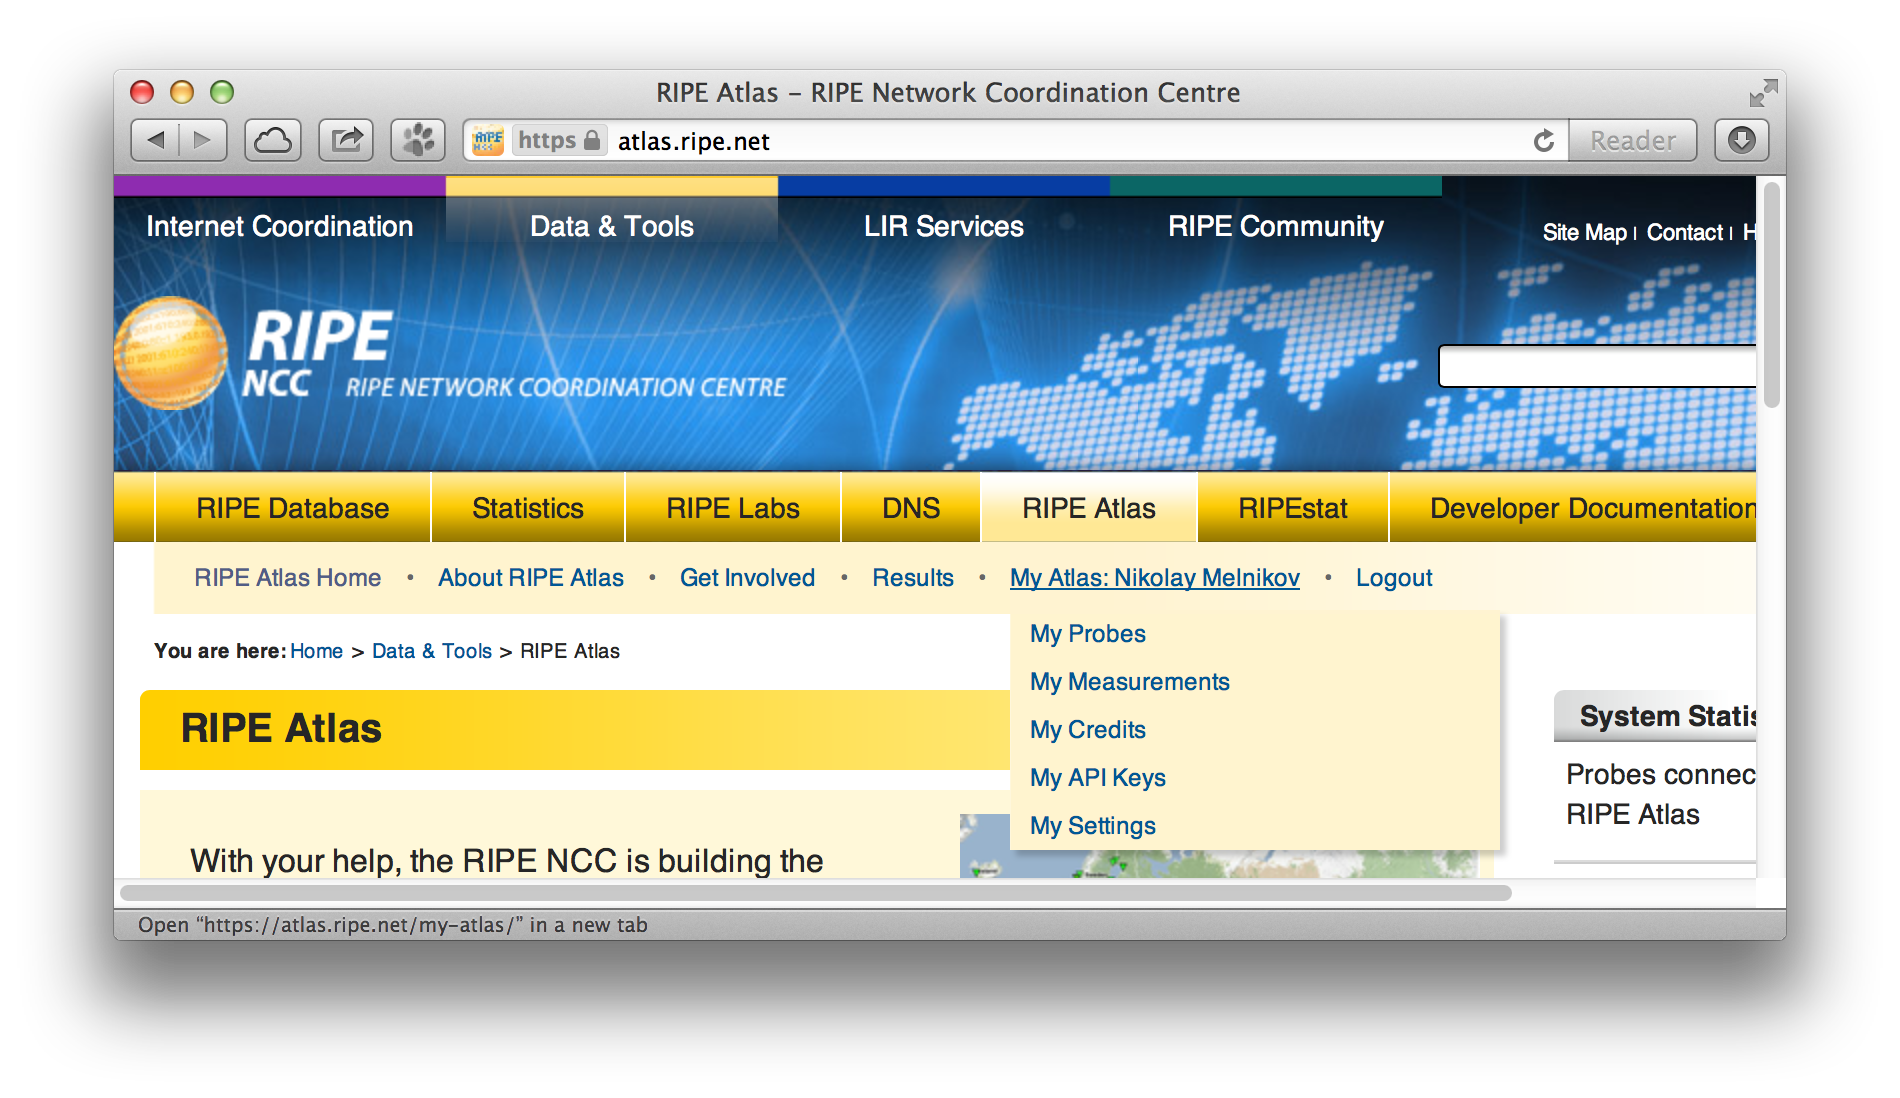 RIPE Atlas – RIPE Network Coordination Centre
https atlas.ripe.net Reader
Internet Coordination Data & Tools LIR Services RIPE Community
Site Map Contact H
RIPE
NCC RIPE NETWORK COORDINATION CENTRE
RIPE Database Statistics RIPE Labs DNS RIPE Atlas RIPEstat Developer Documentation
RIPE Atlas Home • About RIPE Atlas • Get Involved • Results • My Atlas: Nikolay Melnikov • Logout
My Probes
My Measurements
My Credits
My API Keys
My Settings
You are here: Home > Data & Tools > RIPE Atlas
RIPE Atlas
With your help, the RIPE NCC is building the
System Statis
Probes connec
RIPE Atlas
Open “https://atlas.ripe.net/my-atlas/” in a new tab